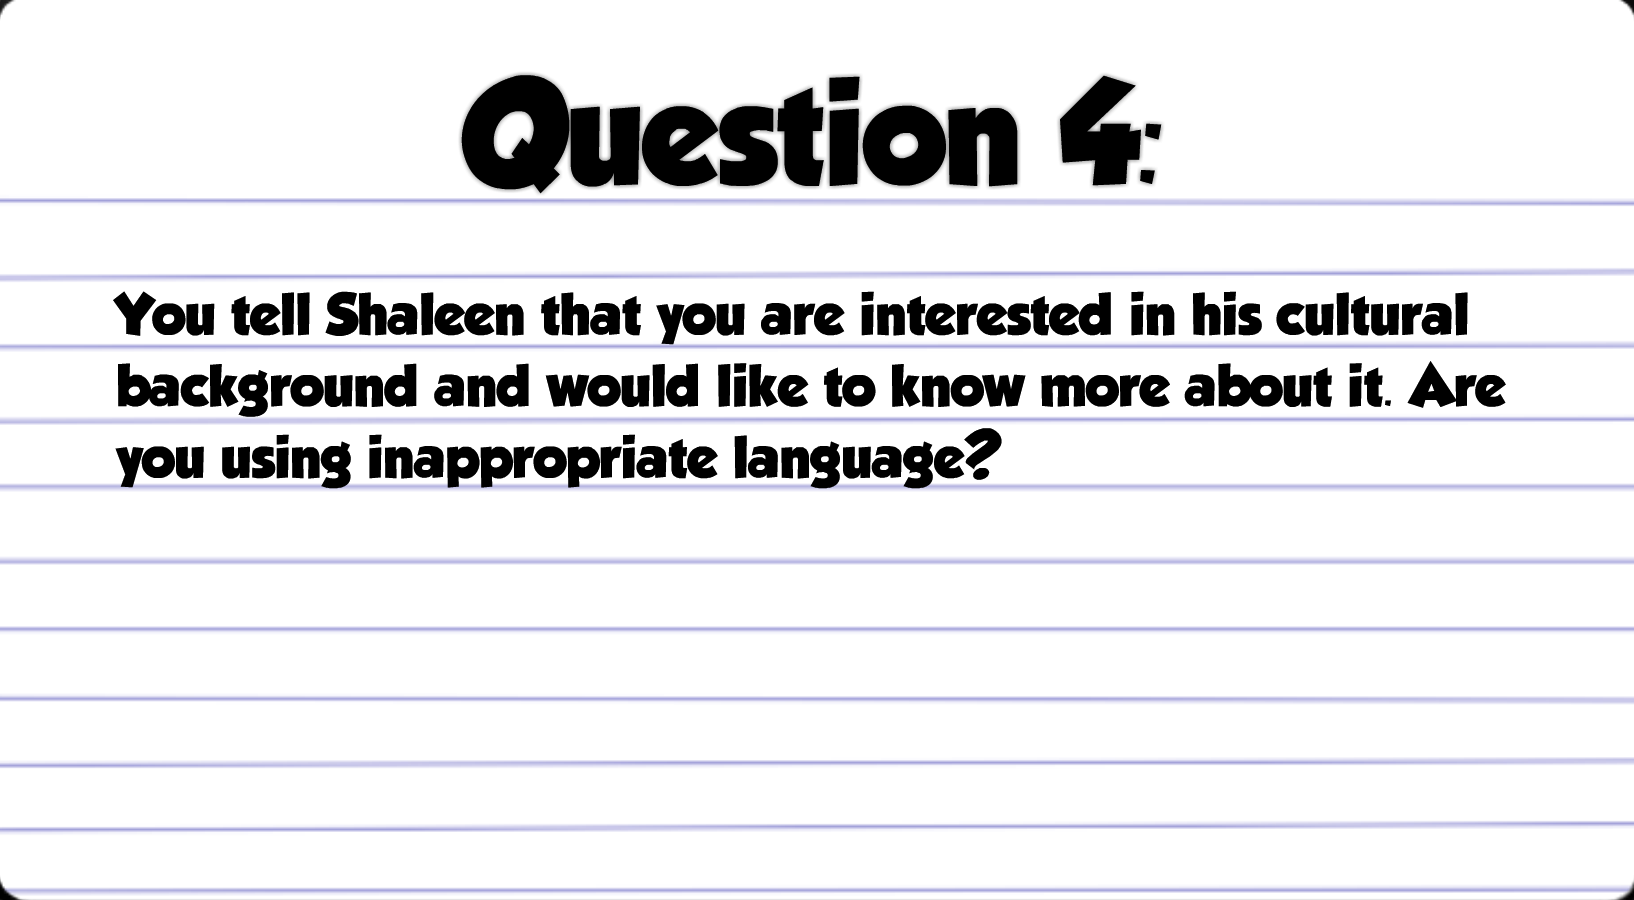 Question 4:
You tell Shaleen that you are interested in his cultural
background and would like to know more about it. Are
you using inappropriate language?